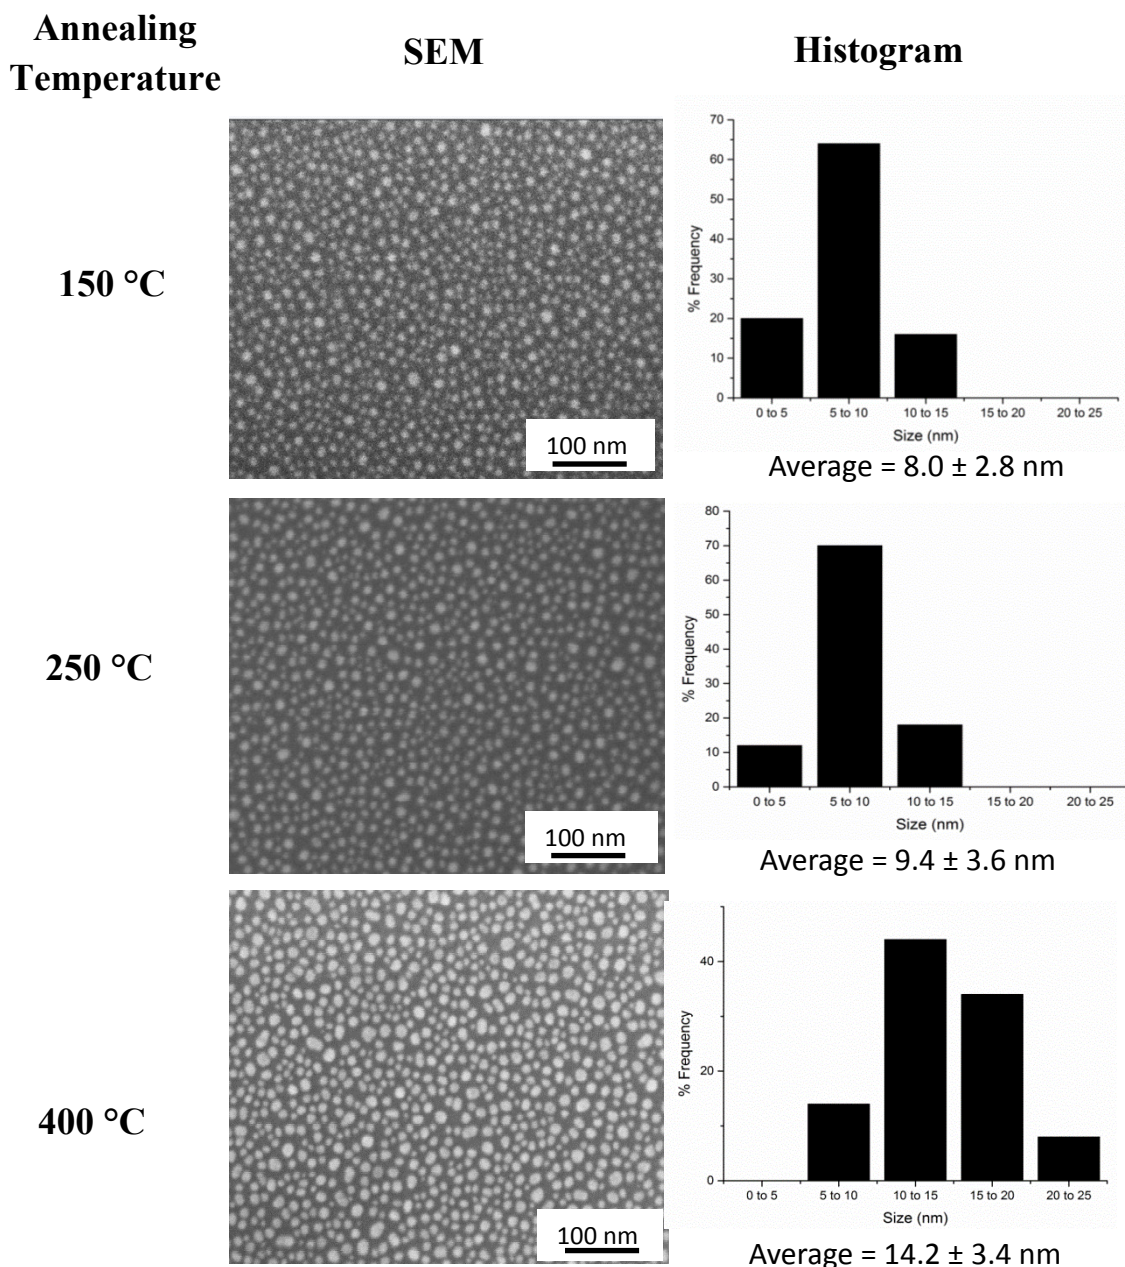 Annealing
Temperature
SEM
Histogram
150 °C
100 nm
70
60
50
40
30
20
10
0
% Frequency
0 to 5 5 to 10 10 to 15 15 to 20 20 to 25
Size (nm)
Average = 8.0 ± 2.8 nm
250 °C
100 nm
80
70
60
50
40
30
20
10
0
% Frequency
0 to 5 5 to 10 10 to 15 15 to 20 20 to 25
Size (nm)
Average = 9.4 ± 3.6 nm
400 °C
100 nm
40
20
0
% Frequency
0 to 5 5 to 10 10 to 15 15 to 20 20 to 25
Size (nm)
Average = 14.2 ± 3.4 nm